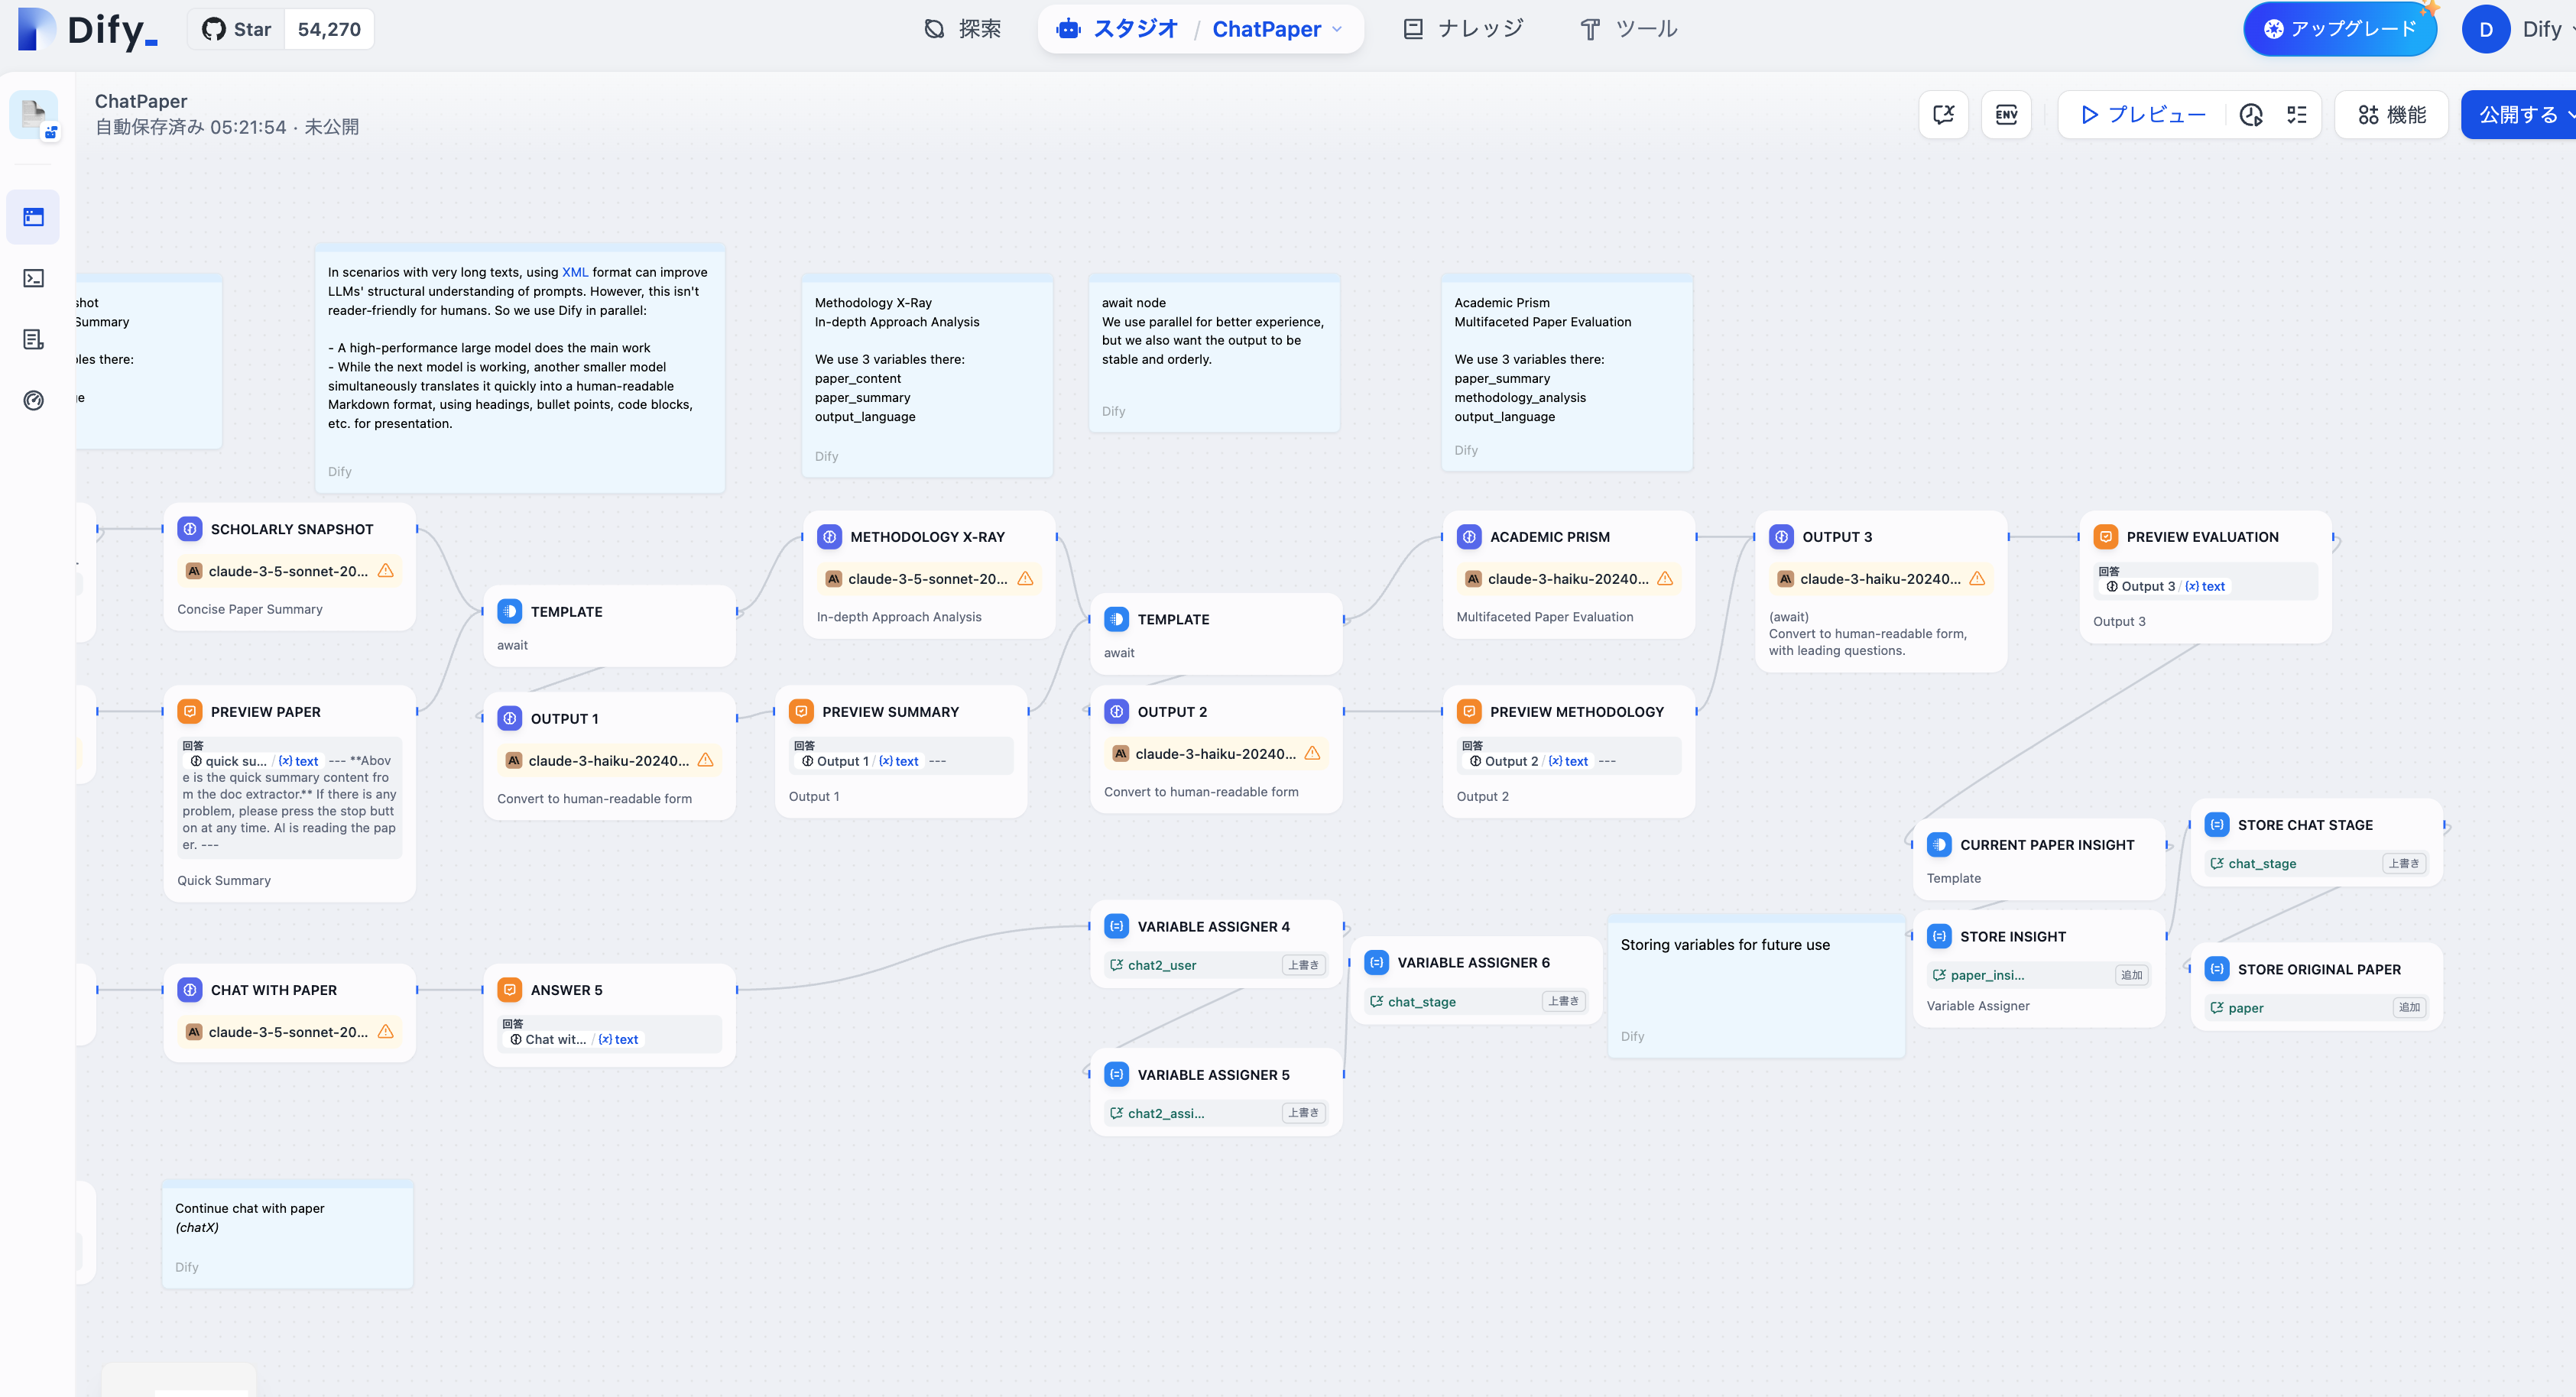 Dify_
Star 54,270
探索
スタジオ / ChatPaper
ナレッジ
ツール
アップグレード
D Dify
ChatPaper
自動保存済み 05:21:54 · 未公開
ENV
プレビュー
機能
公開する
shot
Summary
les there:
In scenarios with very long texts, using XML format can improve
LLMs' structural understanding of prompts. However, this isn't
reader-friendly for humans. So we use Dify in parallel:
- A high-performance large model does the main work
- While the next model is working, another smaller model
simultaneously translates it quickly into a human-readable
Markdown format, using headings, bullet points, code blocks,
etc. for presentation.
Dify
Methodology X-Ray
In-depth Approach Analysis
We use 3 variables there:
paper_content
paper_summary
output_language
Dify
await node
We use parallel for better experience,
but we also want the output to be
stable and orderly.
Dify
Academic Prism
Multifaceted Paper Evaluation
We use 3 variables there:
paper_summary
methodology_analysis
output_language
Dify
SCHOLARLY SNAPSHOT
claude-3-5-sonnet-20...
Concise Paper Summary
TEMPLATE
await
METHODOLOGY X-RAY
claude-3-5-sonnet-20...
In-depth Approach Analysis
TEMPLATE
await
ACADEMIC PRISM
claude-3-haiku-20240...
Multifaceted Paper Evaluation
OUTPUT 3
claude-3-haiku-20240...
(await)
Convert to human-readable form,
with leading questions.
PREVIEW EVALUATION
回答
Output 3 / {x} text
Output 3
PREVIEW PAPER
回答
quick su... / {x} text --- **Abov
e is the quick summary content fro
m the doc extractor.** If there is any
problem, please press the stop butt
on at any time. AI is reading the pap
er. ---
Quick Summary
OUTPUT 1
claude-3-haiku-20240...
Convert to human-readable form
PREVIEW SUMMARY
回答
Output 1 / {x} text ---
Output 1
OUTPUT 2
claude-3-haiku-20240...
Convert to human-readable form
PREVIEW METHODOLOGY
回答
Output 2 / {x} text ---
Output 2
CURRENT PAPER INSIGHT
Template
STORE CHAT STAGE
chat_stage 上書き
STORE INSIGHT
paper_insi... 追加
Variable Assigner
STORE ORIGINAL PAPER
paper 追加
CHAT WITH PAPER
claude-3-5-sonnet-20...
ANSWER 5
回答
Chat wit... / {x} text
VARIABLE ASSIGNER 4
chat2_user 上書き
VARIABLE ASSIGNER 6
chat_stage 上書き
Storing variables for future use
Dify
VARIABLE ASSIGNER 5
chat2_assi... 上書き
Continue chat with paper
(chatX)
Dify